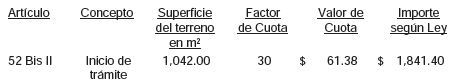 Artículo Concepto Superficie Factor Valor de Importe
del terreno de Cuota Cuota según Ley
en m²
52 Bis II Inicio de 1,042.00 30 $ 61.38 $ 1,841.40
trámite